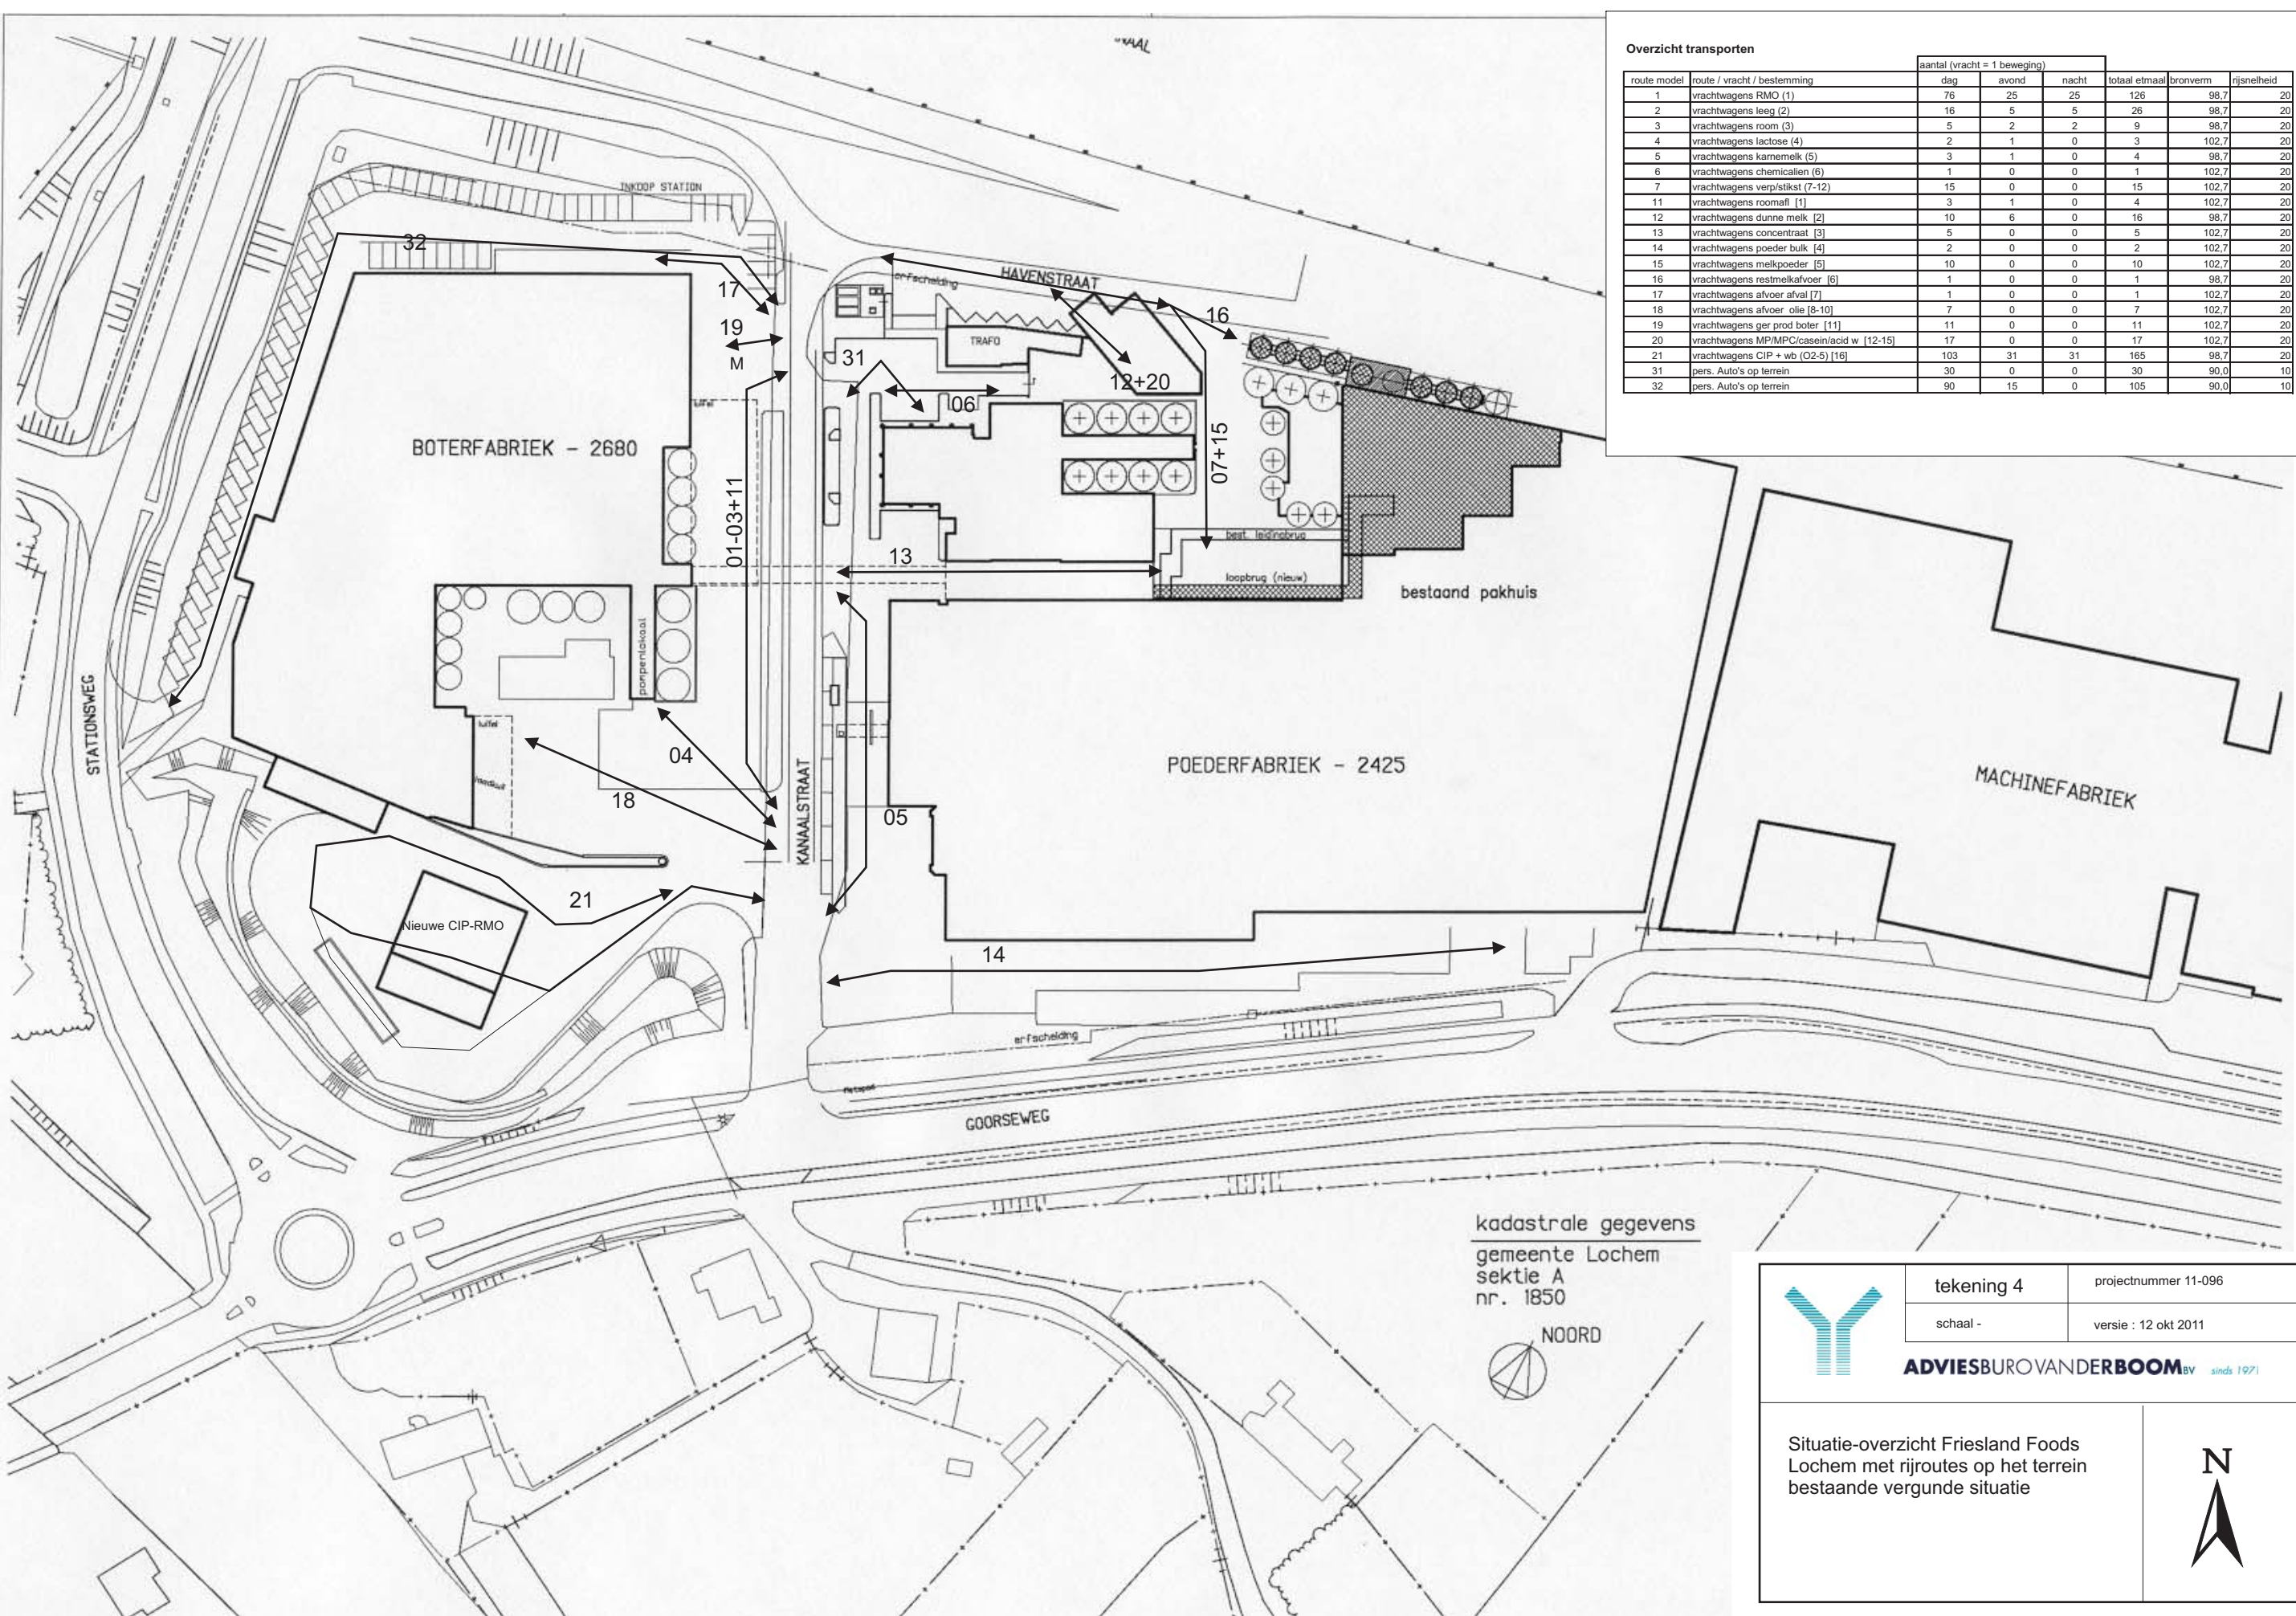 Overzicht transporten
aantal (vracht = 1 beweging)
route model route / vracht / bestemming dag avond nacht totaal etmaal bronverm rijsnelheid
1 vrachtwagens RMO (1) 76 25 25 126 98,7 20
2 vrachtwagens leeg (2) 16 5 5 26 98,7 20
3 vrachtwagens room (3) 5 2 2 9 98,7 20
4 vrachtwagens lactose (4) 2 1 0 3 102,7 20
5 vrachtwagens karnemelk (5) 3 1 0 4 98,7 20
6 vrachtwagens chemicalien (6) 1 0 0 1 102,7 20
7 vrachtwagens verp/stikst (7-12) 15 0 0 15 102,7 20
11 vrachtwagens roomafl [1] 3 1 0 4 102,7 20
12 vrachtwagens dunne melk [2] 10 6 0 16 98,7 20
13 vrachtwagens concentraat [3] 5 0 0 5 102,7 20
14 vrachtwagens poeder bulk [4] 2 0 0 2 102,7 20
15 vrachtwagens melkpoeder [5] 10 0 0 10 102,7 20
16 vrachtwagens restmelkafvoer [6] 1 0 0 1 98,7 20
17 vrachtwagens afvoer afval [7] 1 0 0 1 102,7 20
18 vrachtwagens afvoer olie [8-10] 7 0 0 7 102,7 20
19 vrachtwagens ger prod boter [11] 11 0 0 11 102,7 20
20 vrachtwagens MP/MPC/casein/acid w [12-15] 17 0 0 17 102,7 20
21 vrachtwagens CIP + wb (O2-5) [16] 103 31 31 165 98,7 20
31 pers. Auto's op terrein 30 0 0 30 90,0 10
32 pers. Auto's op terrein 90 15 0 105 90,0 10
INKOOP STATION
32
17
19
M
erfscheiding
HAVENSTRAAT
16
TRAFO
31
06
12+20
luifel
BOTERFABRIEK - 2680
01-03+11
07+15
13
best. leidingbrug
loopbrug (nieuw)
bestaand pakhuis
pompenlokaal
STATIONSWEG
luifel
04
18
KANAALSTRAAT
05
POEDERFABRIEK - 2425
MACHINEFABRIEK
21
Nieuwe CIP-RMO
14
erfscheiding
fietspad
GOORSEWEG
kadastrale gegevens
gemeente Lochem
sektie A
nr. 1850
NOORD
tekening 4
projectnummer 11-096
schaal -
versie : 12 okt 2011
ADVIESBUROVANDERBOOM BV sinds 1971
Situatie-overzicht Friesland Foods
Lochem met rijroutes op het terrein
bestaande vergunde situatie
N